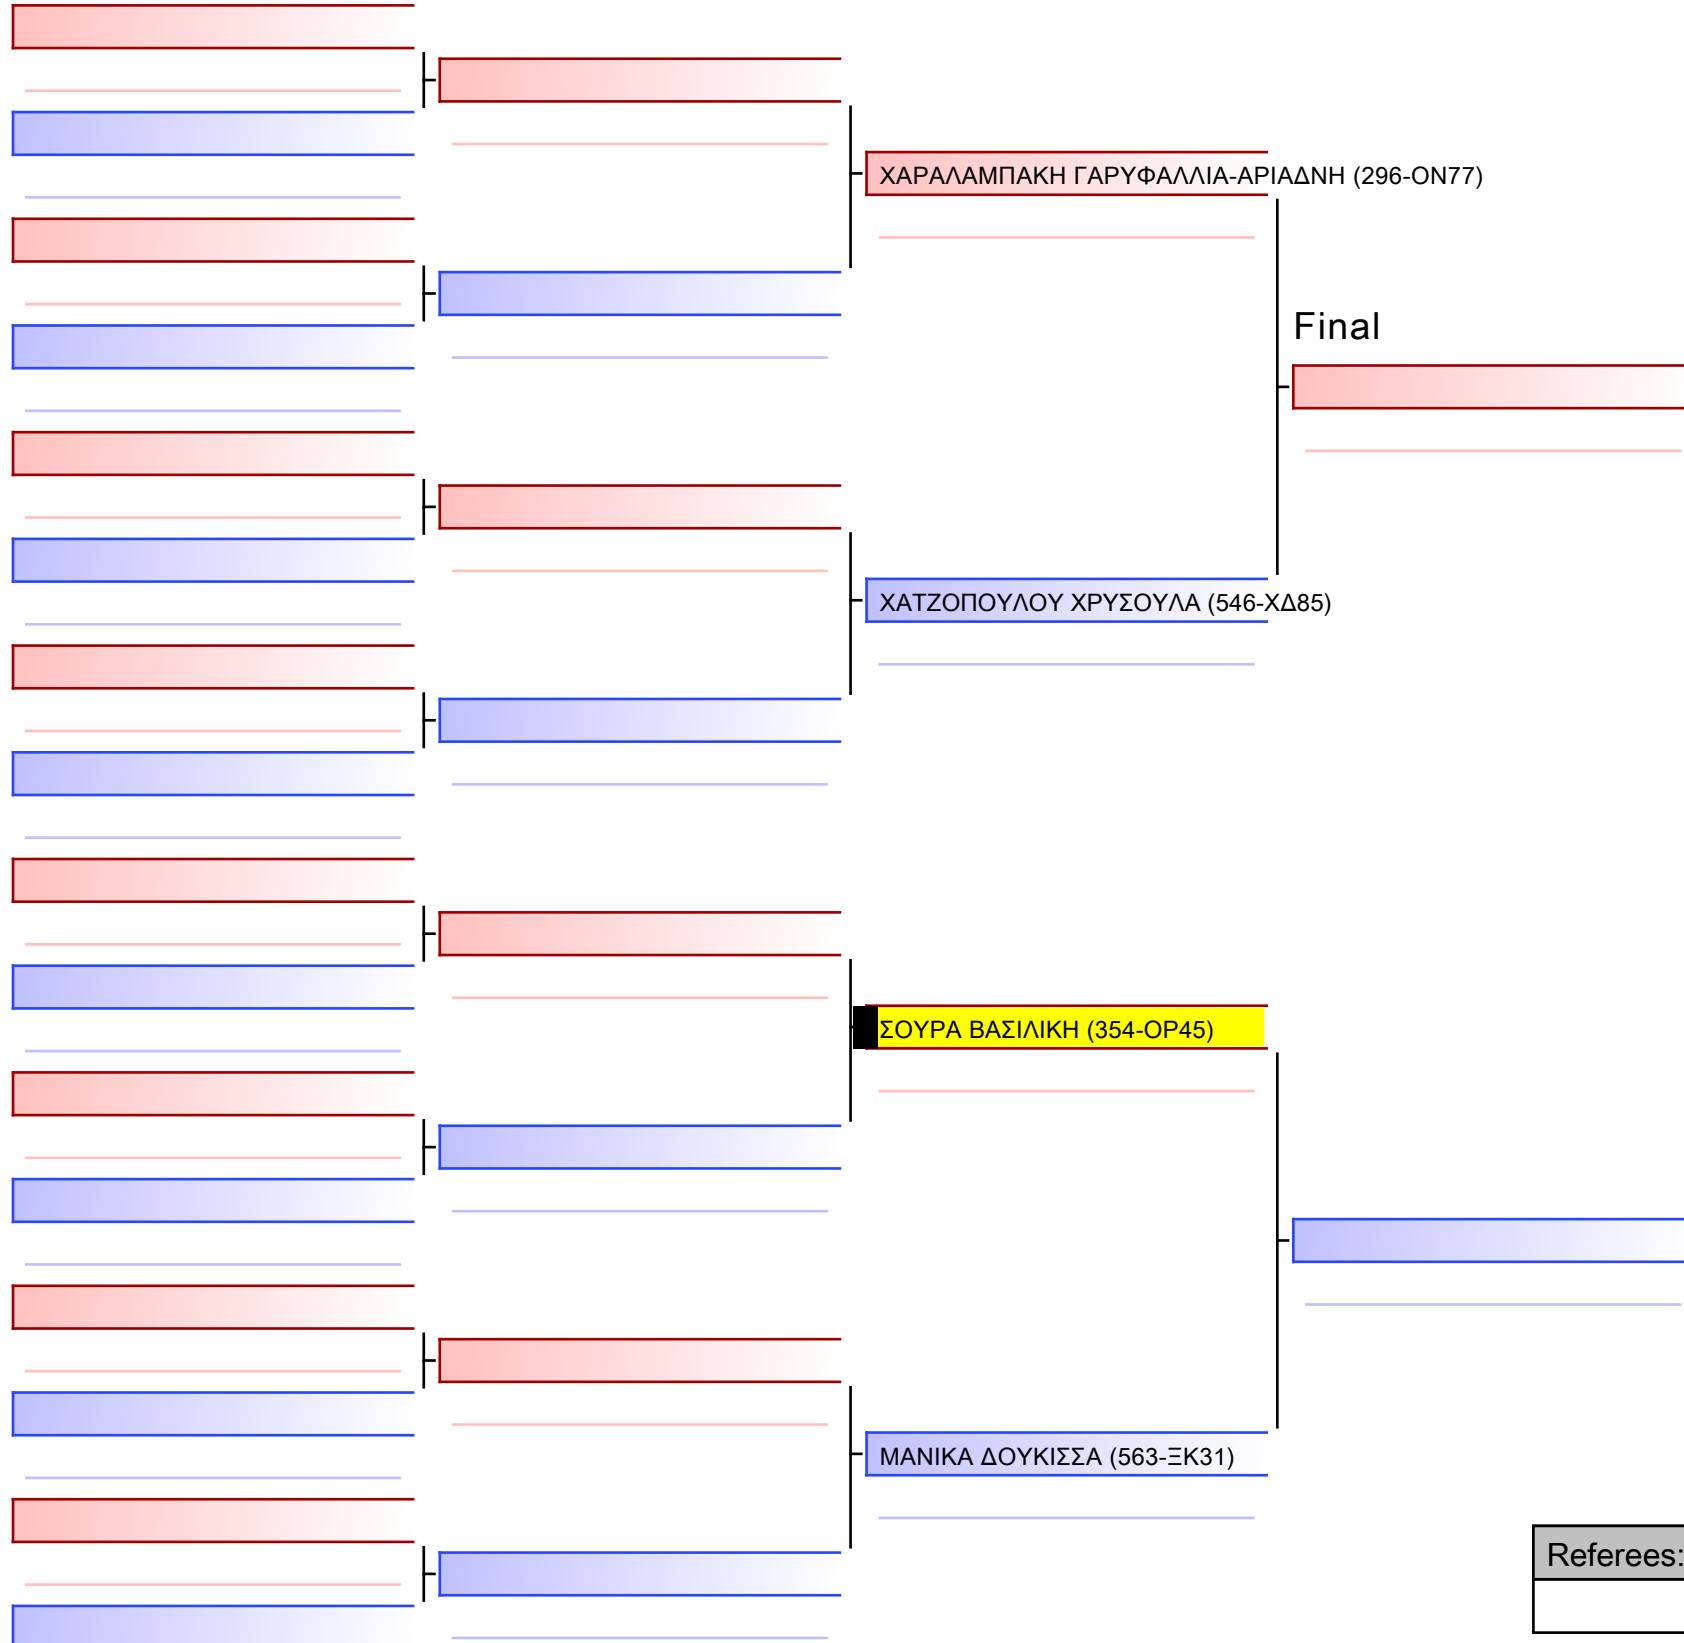 ΧΑΡΑΛΑΜΠΑΚΗ ΓΑΡΥΦΑΛΛΙΑ-ΑΡΙΑΔΝΗ (296-ΟΝ77)
Final
ΧΑΤΖΟΠΟΥΛΟΥ ΧΡΥΣΟΥΛΑ (546-ΧΔ85)
ΣΟΥΡΑ ΒΑΣΙΛΙΚΗ (354-ΟΡ45)
ΜΑΝΙΚΑ ΔΟΥΚΙΣΣΑ (563-ΞΚ31)
Referees: